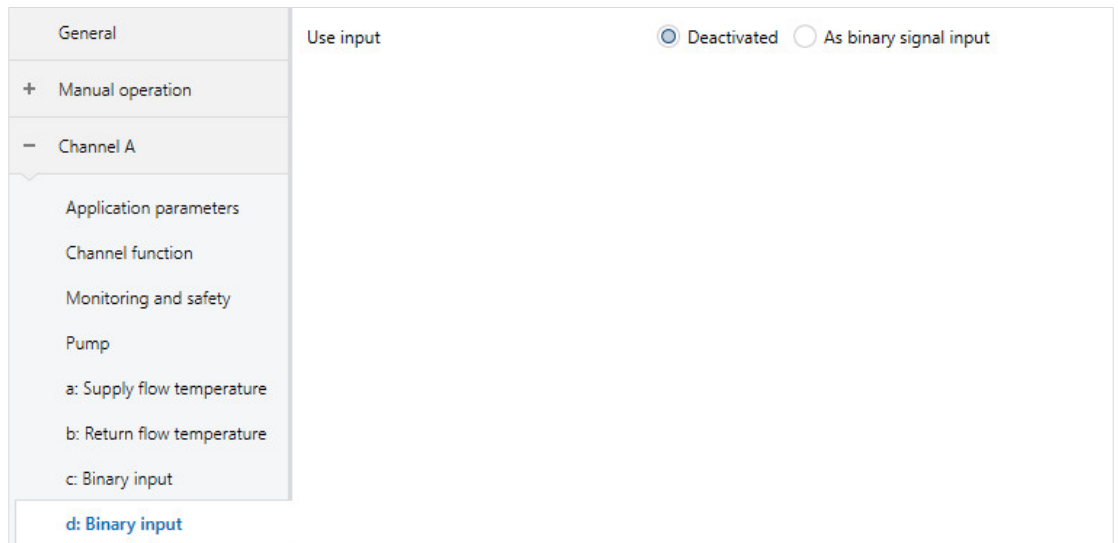 General
+ Manual operation
− Channel A
Application parameters
Channel function
Monitoring and safety
Pump
a: Supply flow temperature
b: Return flow temperature
c: Binary input
d: Binary input
Use input Deactivated As binary signal input